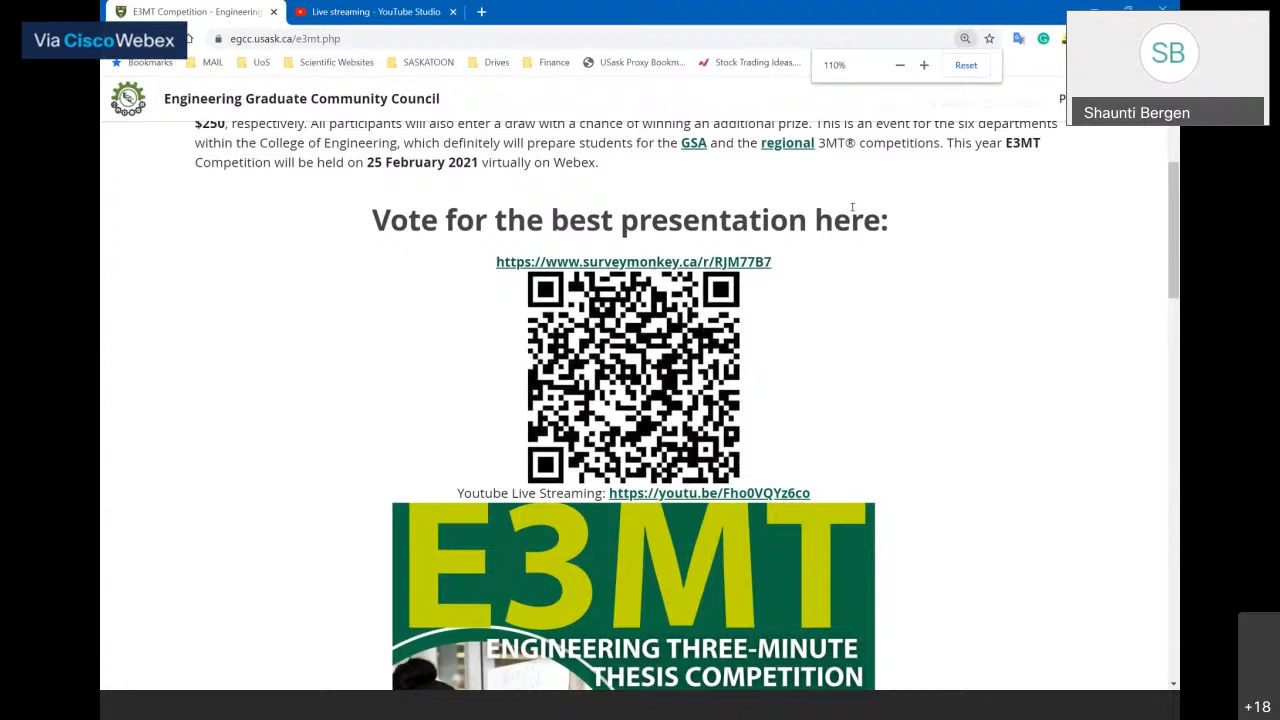 E3MT Competition - Engineering
Live streaming - YouTube Studio
Via CiscoWebex
egcc.usask.ca/e3mt.php
SB
Bookmarks MAIL UoS Scientific Websites SASKATOON Drives Finance USask Proxy Bookm... Stock Trading Ideas,...
110% Reset
Engineering Graduate Community Council
Shaunti Bergen
$250, respectively. All participants will also enter a draw with a chance of winning an additional prize. This is an event for the six departments
within the College of Engineering, which definitely will prepare students for the GSA and the regional 3MT® competitions. This year E3MT
Competition will be held on 25 February 2021 virtually on Webex.
Vote for the best presentation here:
https://www.surveymonkey.ca/r/RJM77B7
Youtube Live Streaming: https://youtu.be/Fho0VQYz6co
E3MT
ENGINEERING THREE-MINUTE
THESIS COMPETITION
+18